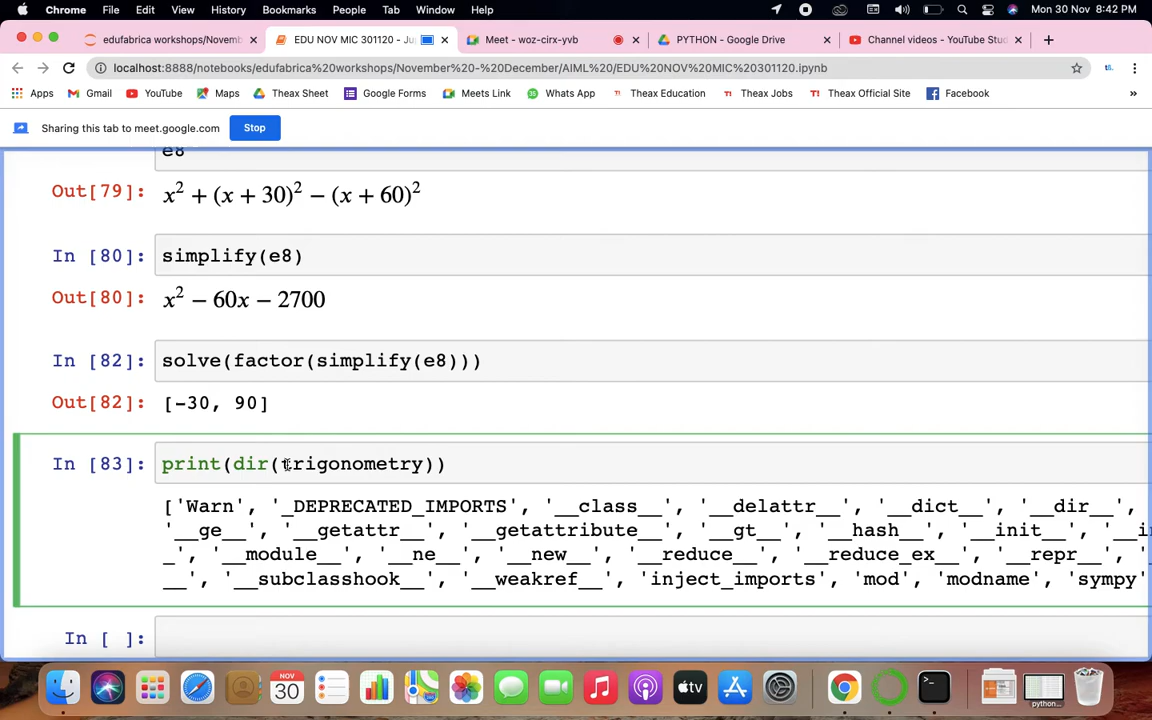 Chrome File Edit View History Bookmarks People Tab Window Help Mon 30 Nov 8:42 PM
edufabrica workshops/Novemb × EDU NOV MIC 301120 - Ju × Meet - woz-cirx-yvb × PYTHON - Google Drive × Channel videos - YouTube Stud × +
localhost:8888/notebooks/edufabrica%20workshops/November%20-%20December/AIML%20/EDU%20NOV%20MIC%20301120.ipynb
Apps Gmail YouTube Maps Theax Sheet Google Forms Meets Link Whats App Theax Education Theax Jobs Theax Official Site Facebook »
Sharing this tab to meet.google.com Stop
e8
Out[79]: x² + (x + 30)² − (x + 60)²
In [80]: simplify(e8)
Out[80]: x² − 60x − 2700
In [82]: solve(factor(simplify(e8)))
Out[82]: [-30, 90]
In [83]: print(dir(trigonometry))
['Warn', '_DEPRECATED_IMPORTS', '__class__', '__delattr__', '__dict__', '__dir__',
'__ge__', '__getattr__', '__getattribute__', '__gt__', '__hash__', '__init__',
_', '__module__', '__ne__', '__new__', '__reduce__', '__reduce_ex__', '__repr__', '
__', '__subclasshook__', '__weakref__', 'inject_imports', 'mod', 'modname', 'sympy'
In [ ]:
NOV
30
python...